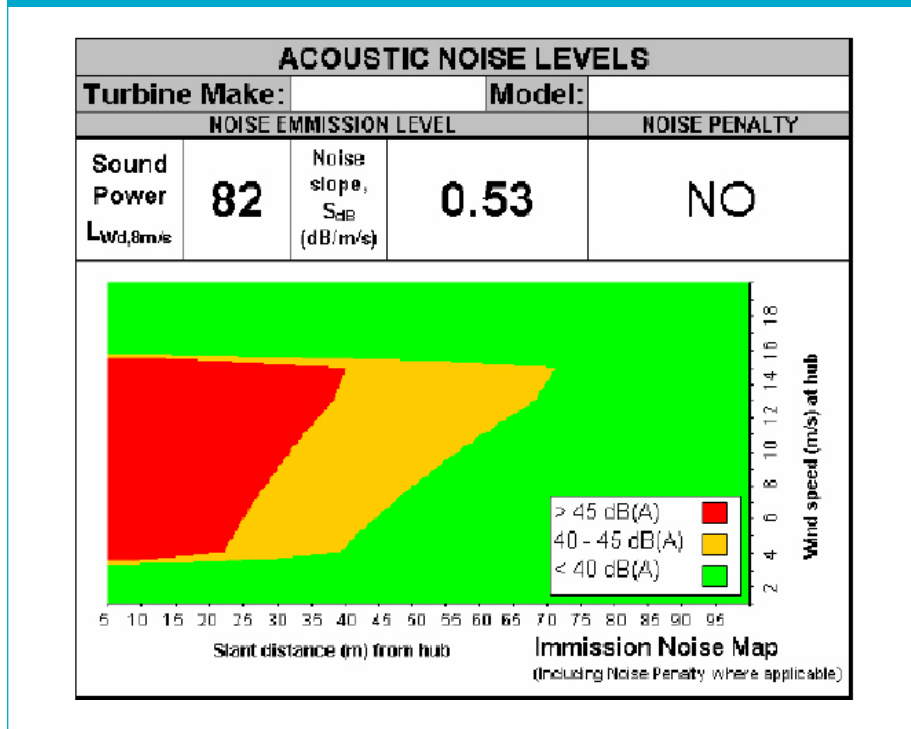 ACOUSTIC NOISE LEVELS
Turbine Make: Model:
NOISE EMMISSION LEVEL NOISE PENALTY
Sound
Power
LWd,8m/s
82
Noise
slope,
SdB
(dB/m/s)
0.53
NO
18
16
14
12
10
8
6
4
2
Wind speed (m/s) at hub
> 45 dB(A)
40 - 45 dB(A)
< 40 dB(A)
5 10 15 20 25 30 35 40 45 50 55 60 65 70 75 80 85 90 95
Slant distance (m) from hub
Immission Noise Map
(Including Noise Penalty where applicable)